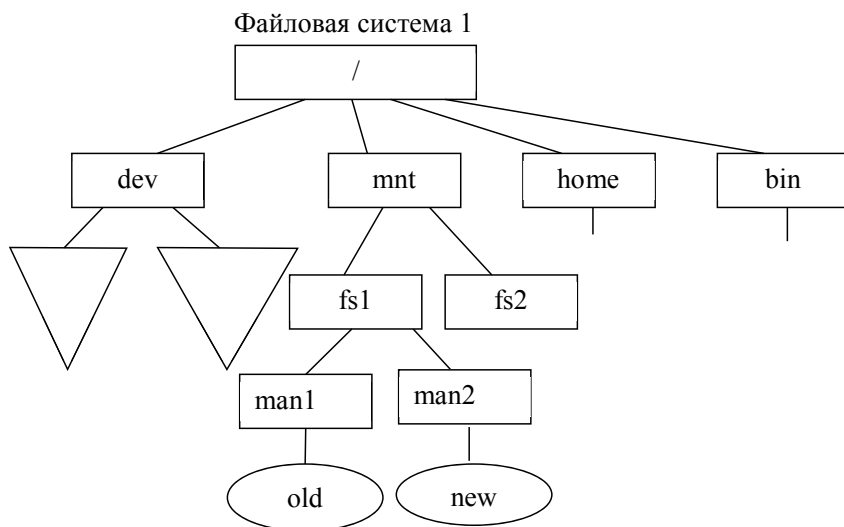 Файловая система 1
/
dev
mnt
home
bin
fs1
fs2
man1
man2
old
new